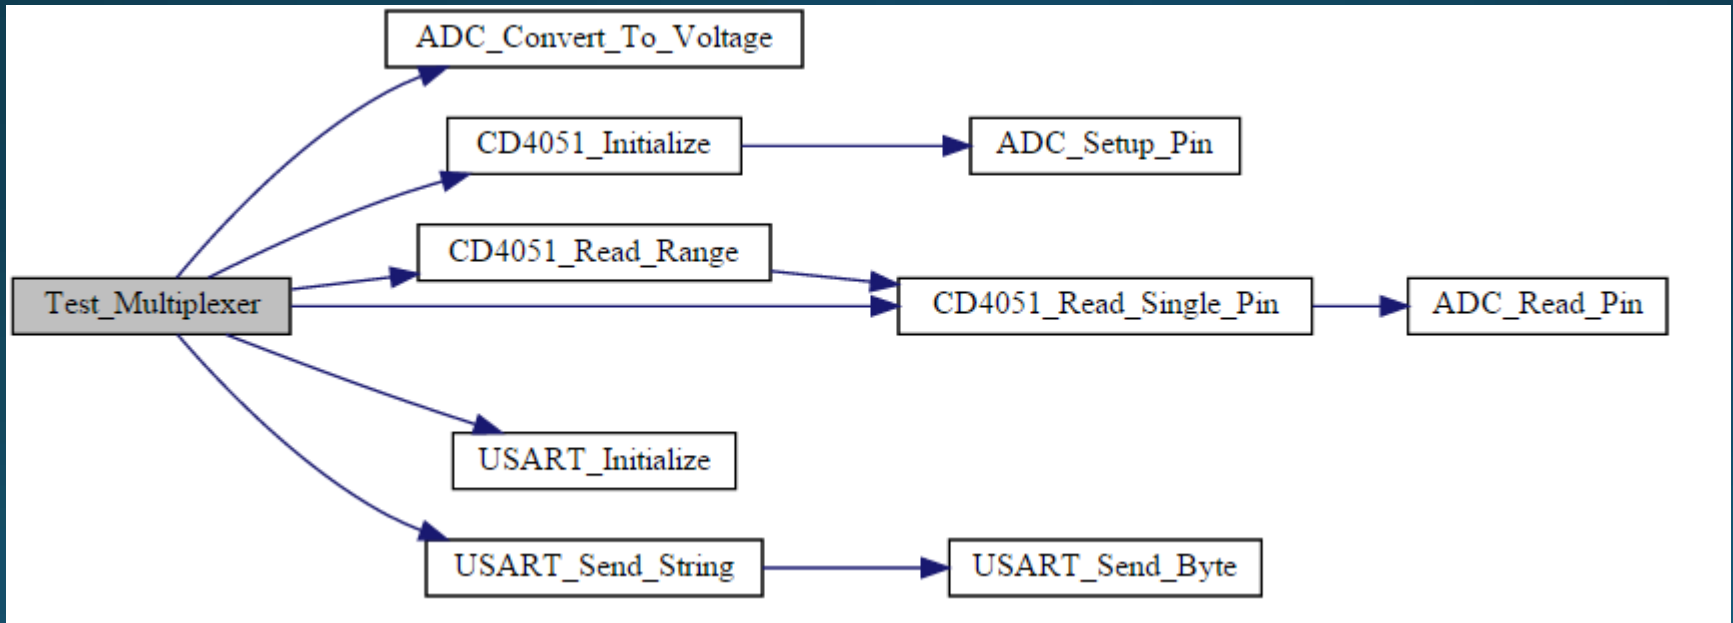 ADC_Convert_To_Voltage
CD4051_Initialize
ADC_Setup_Pin
CD4051_Read_Range
Test_Multiplexer
CD4051_Read_Single_Pin
ADC_Read_Pin
USART_Initialize
USART_Send_String
USART_Send_Byte